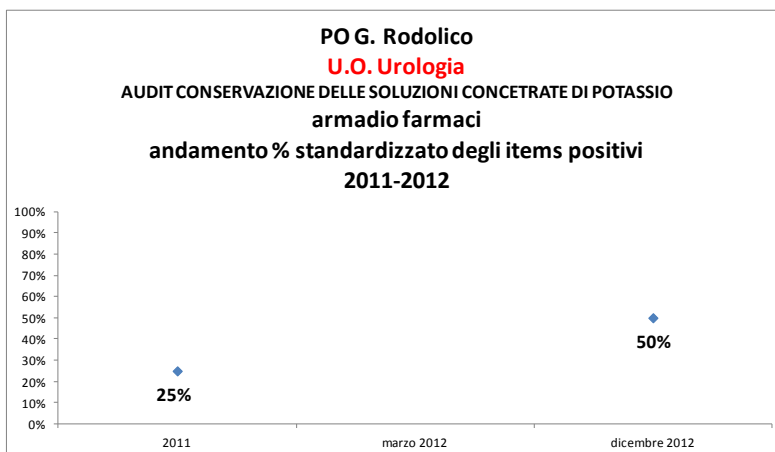 PO G. Rodolico
U.O. Urologia
AUDIT CONSERVAZIONE DELLE SOLUZIONI CONCETRATE DI POTASSIO
armadio farmaci
andamento % standardizzato degli items positivi
2011-2012
100%
90%
80%
70%
60%
50%
50%
40%
30%
20%
25%
10%
0%
2011 marzo 2012 dicembre 2012